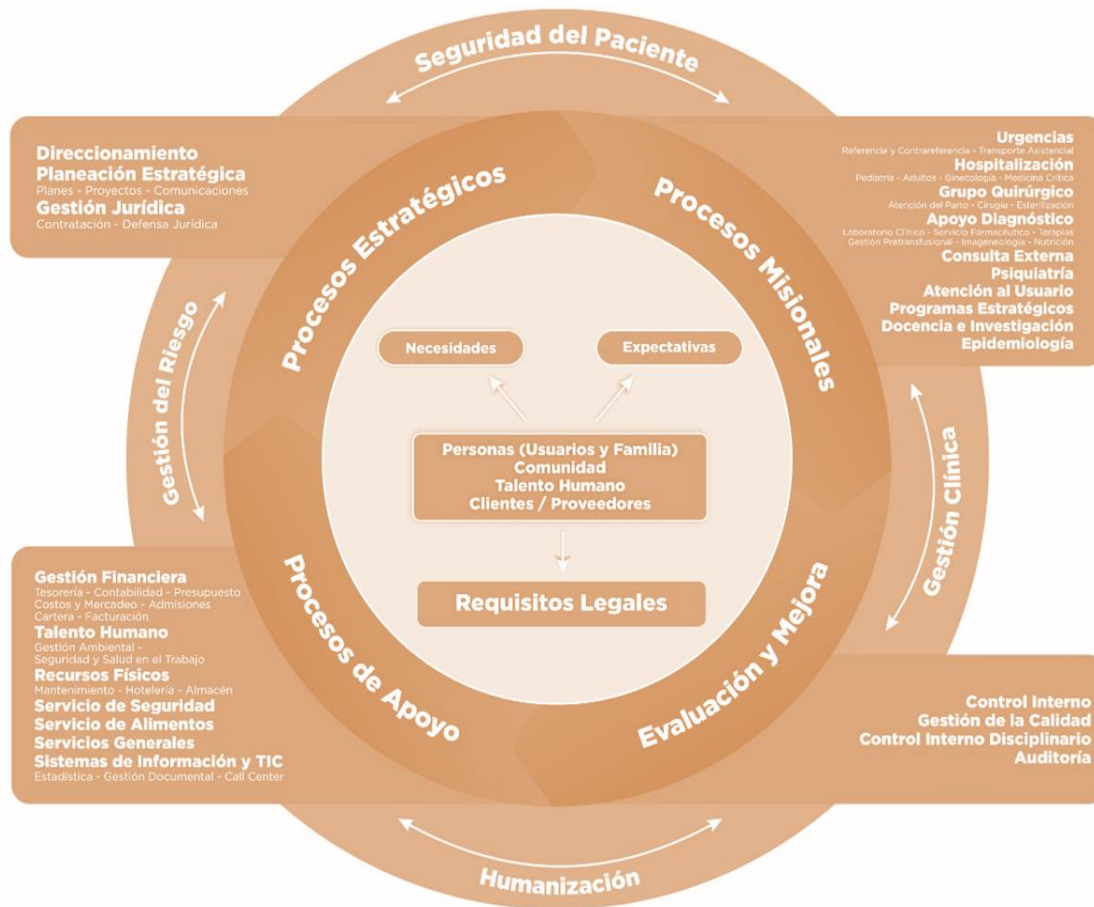 Seguridad del Paciente
Direccionamiento
Planeación Estratégica
Planes - Proyectos - Comunicaciones
Gestión Jurídica
Contratación - Defensa Jurídica
Procesos Estratégicos
Procesos Misionales
Urgencias
Referencia y Contrareferencia - Transporte Asistencial
Hospitalización
Pediatría - Adultos - Ginecología - Medicina Crítica
Grupo Quirúrgico
Atención del Parto - Cirugía - Esterilización
Apoyo Diagnóstico
Laboratorio Clínico - Servicio Farmacéutico - Terapias
Gestión Pretransfusional - Imageneología - Nutrición
Consulta Externa
Psiquiatría
Atención al Usuario
Programas Estratégicos
Docencia e Investigación
Epidemiología
Gestión del Riesgo
Necesidades
Expectativas
Personas (Usuarios y Familia)
Comunidad
Talento Humano
Clientes / Proveedores
Requisitos Legales
Gestión Clínica
Gestión Financiera
Tesorería - Contabilidad - Presupuesto
Costos y Mercadeo - Admisiones
Cartera - Facturación
Talento Humano
Gestión Ambiental -
Seguridad y Salud en el Trabajo
Recursos Físicos
Mantenimiento - Hotelería - Almacén
Servicio de Seguridad
Servicio de Alimentos
Servicios Generales
Sistemas de Información y TIC
Estadística - Gestión Documental - Call Center
Procesos de Apoyo
Evaluación y Mejora
Control Interno
Gestión de la Calidad
Control Interno Disciplinario
Auditoría
Humanización